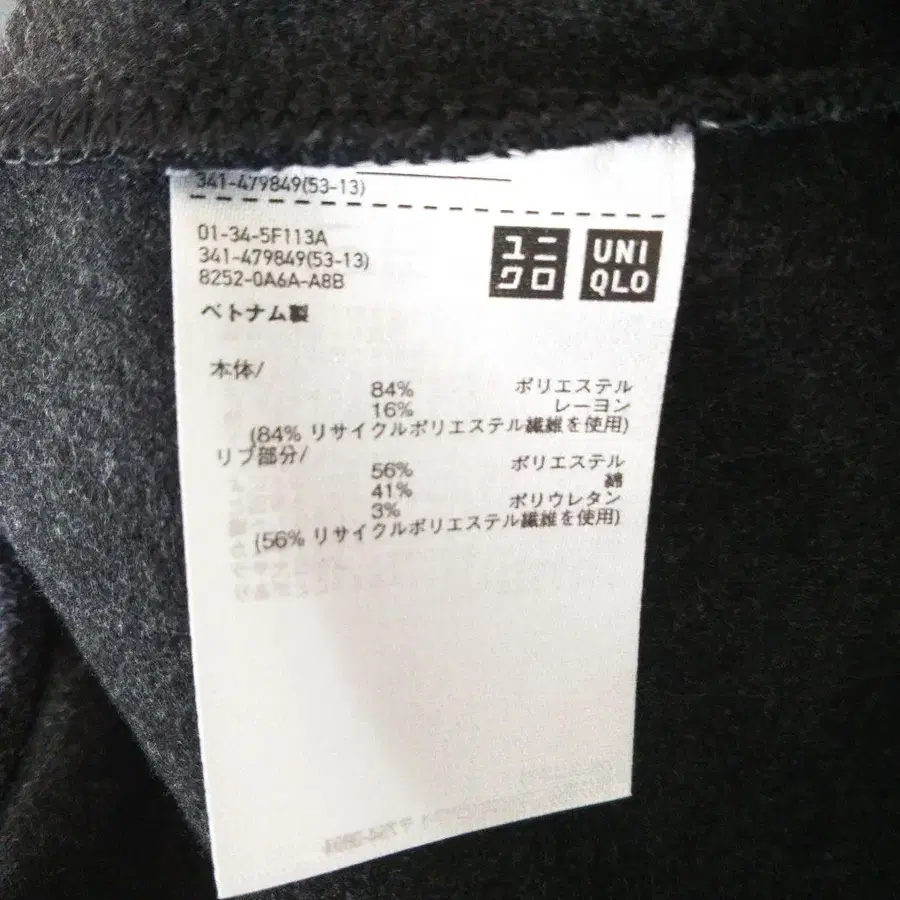 341-479849(53-13)
01-34-5F113A
341-479849(53-13)
8252-0A6A-A8B
ユニ
クロ
UNI
QLO
ベトナム製
本体/
84% ポリエステル
16% レーヨン
(84% リサイクルポリエステル繊維を使用)
リブ部分/
56% ポリエステル
41% 綿
3% ポリウレタン
(56% リサイクルポリエステル繊維を使用)